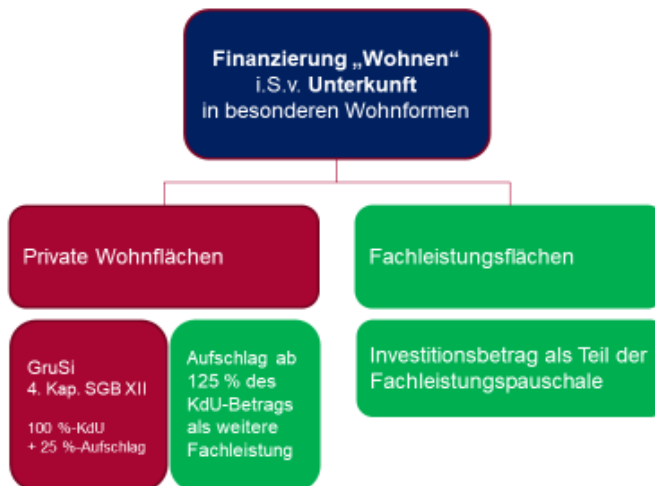 Finanzierung „Wohnen“
i.S.v. Unterkunft
in besonderen Wohnformen
Private Wohnflächen
Fachleistungsflächen
GruSi
4. Kap. SGB XII
100 %-KdU
+ 25 %-Aufschlag
Aufschlag ab
125 % des
KdU-Betrags
als weitere
Fachleistung
Investitionsbetrag als Teil der
Fachleistungspauschale